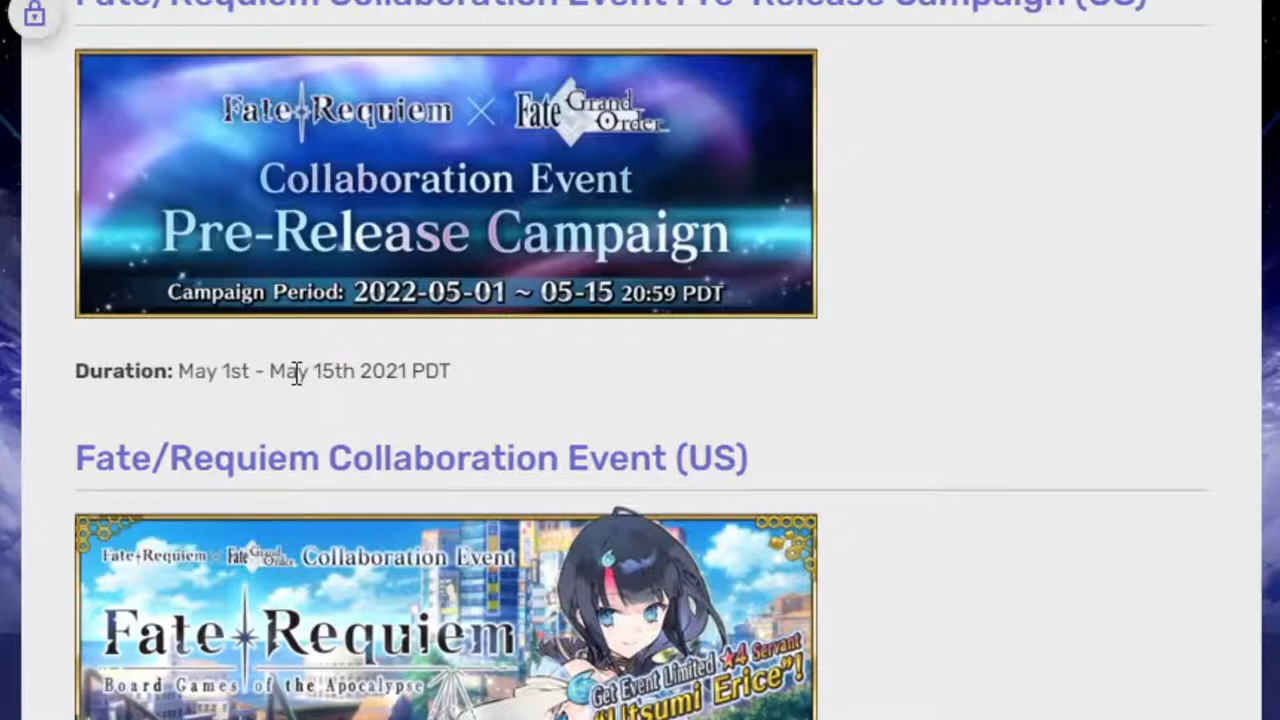 Fate/Requiem Collaboration Event Pre-Release Campaign (US)
Fate Requiem × Fate Grand Order
Collaboration Event
Pre-Release Campaign
Campaign Period: 2022-05-01 ~ 05-15 20:59 PDT
Duration: May 1st - May 15th 2021 PDT
Fate/Requiem Collaboration Event (US)
Fate Requiem × Fate Grand Order Collaboration Event
Fate Requiem
Board Games of the Apocalypse
Get Event Limited ★4 Servant
"Utsumi Erice"!